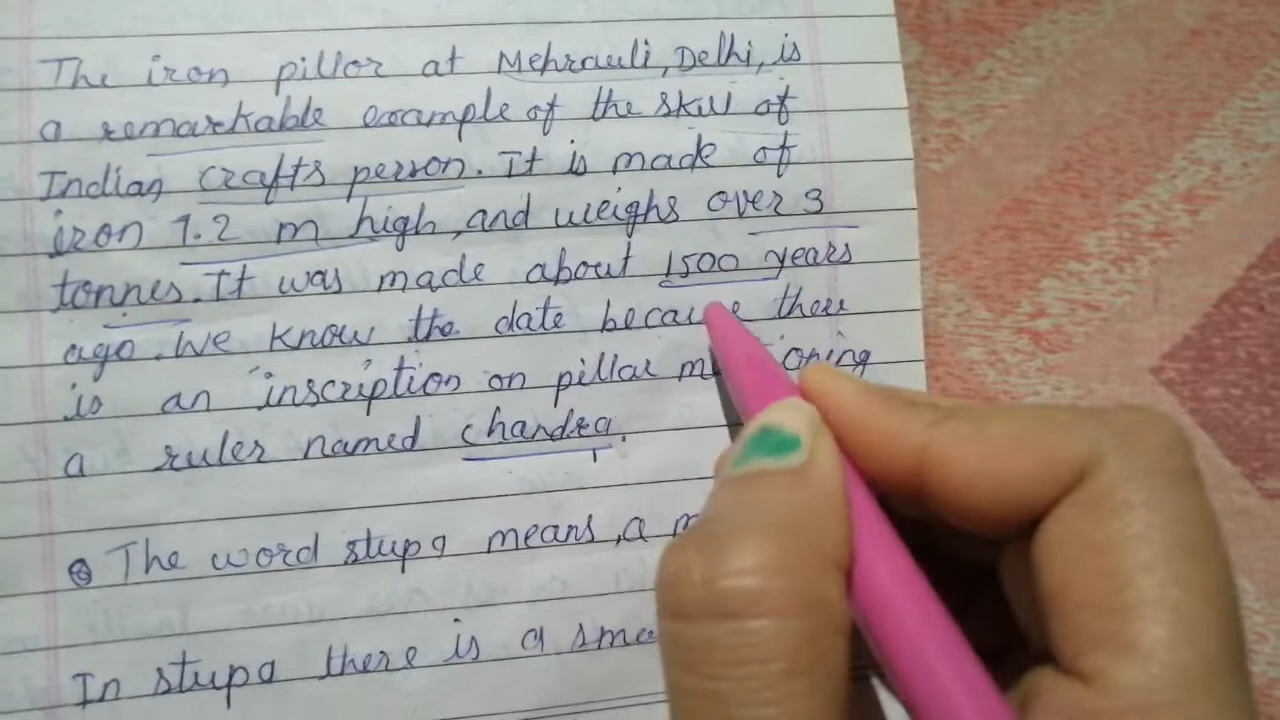 The iron pillor at Mehrauli, Delhi, is
a remarkable example of the skill of
Indian crafts person. It is made of
iron 7.2 m high, and weighs over 3
tonnes. It was made about 1500 years
ago. We know the date because there
is an inscription on pillar m oning
a ruler named chandra.
The word stupa means, a m
In stupa there is a sma